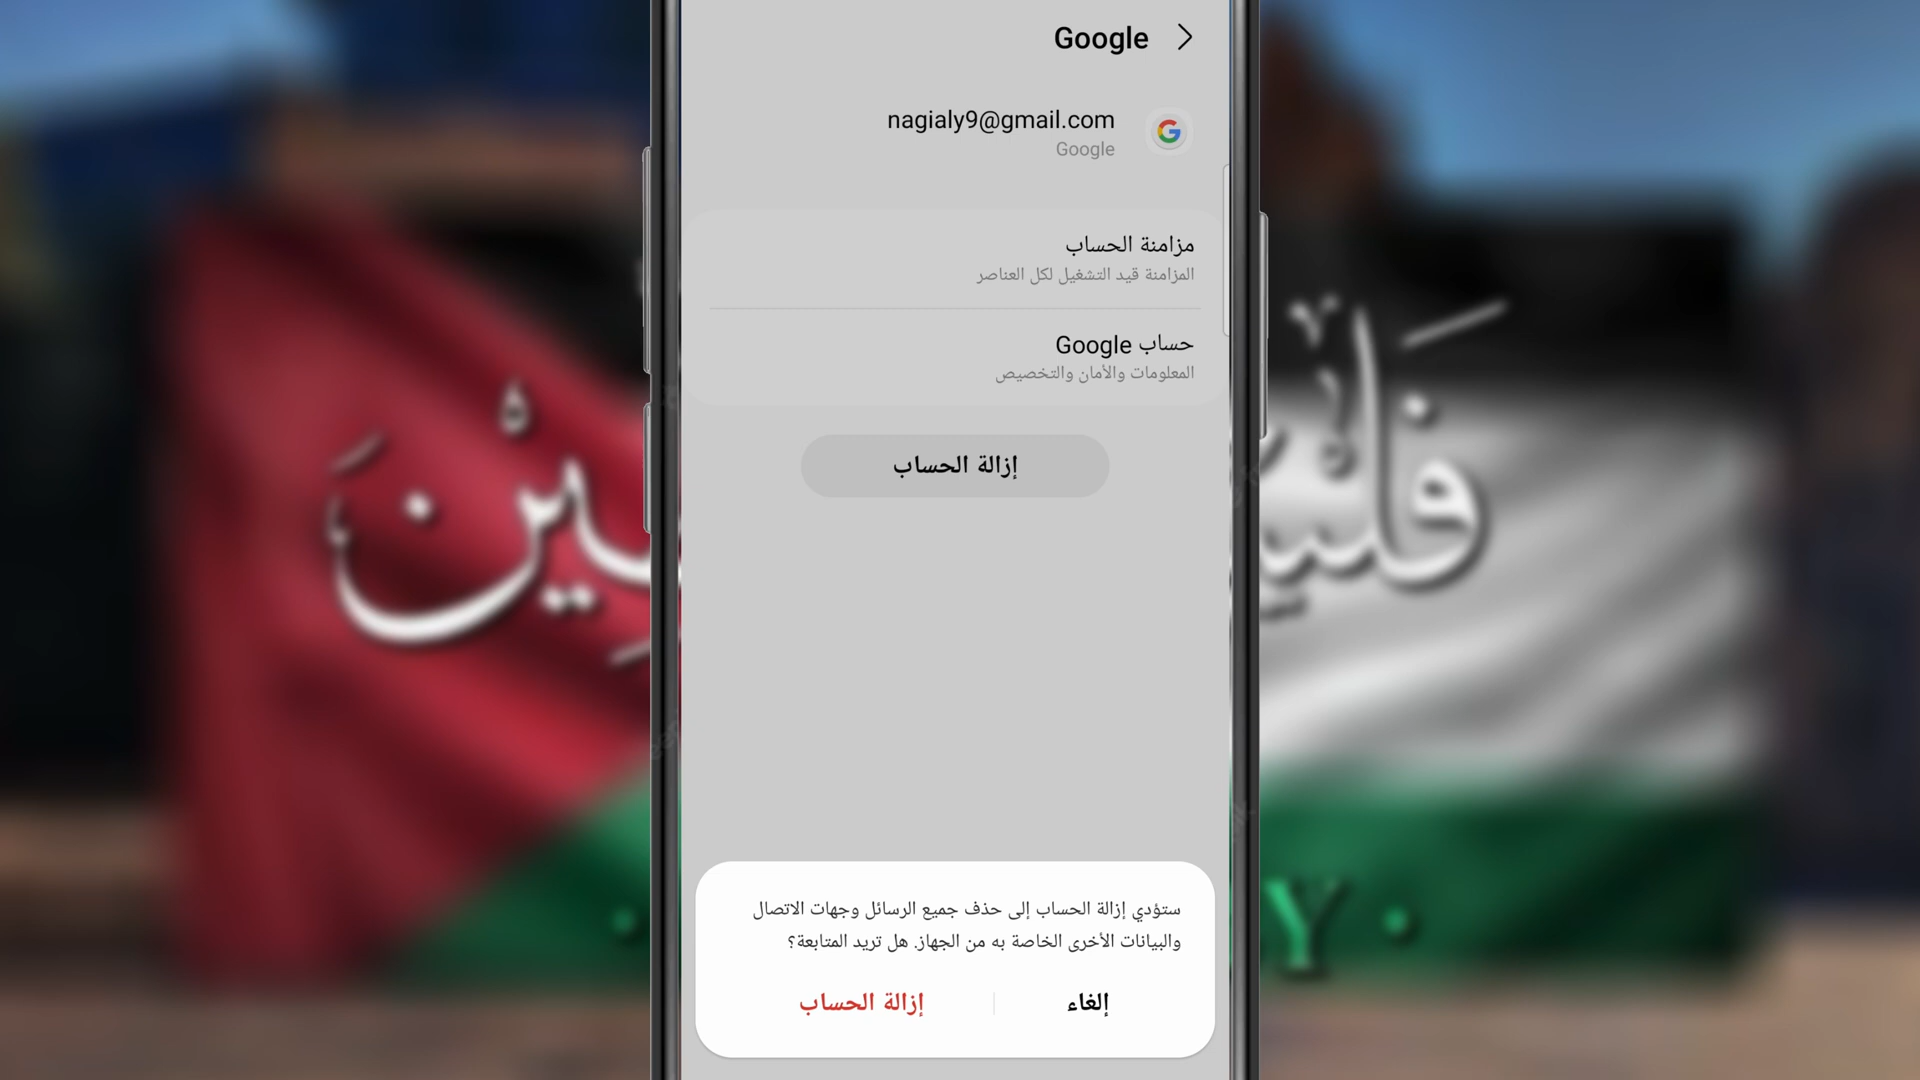 Google
nagialy9@gmail.com
Google
مزامنة الحساب
المزامنة قيد التشغيل لكل العناصر
حساب Google
المعلومات والأمان والتخصيص
إزالة الحساب
ستؤدي إزالة الحساب إلى حذف جميع الرسائل وجهات الاتصال
والبيانات الأخرى الخاصة به من الجهاز. هل تريد المتابعة؟
إلغاء
إزالة الحساب